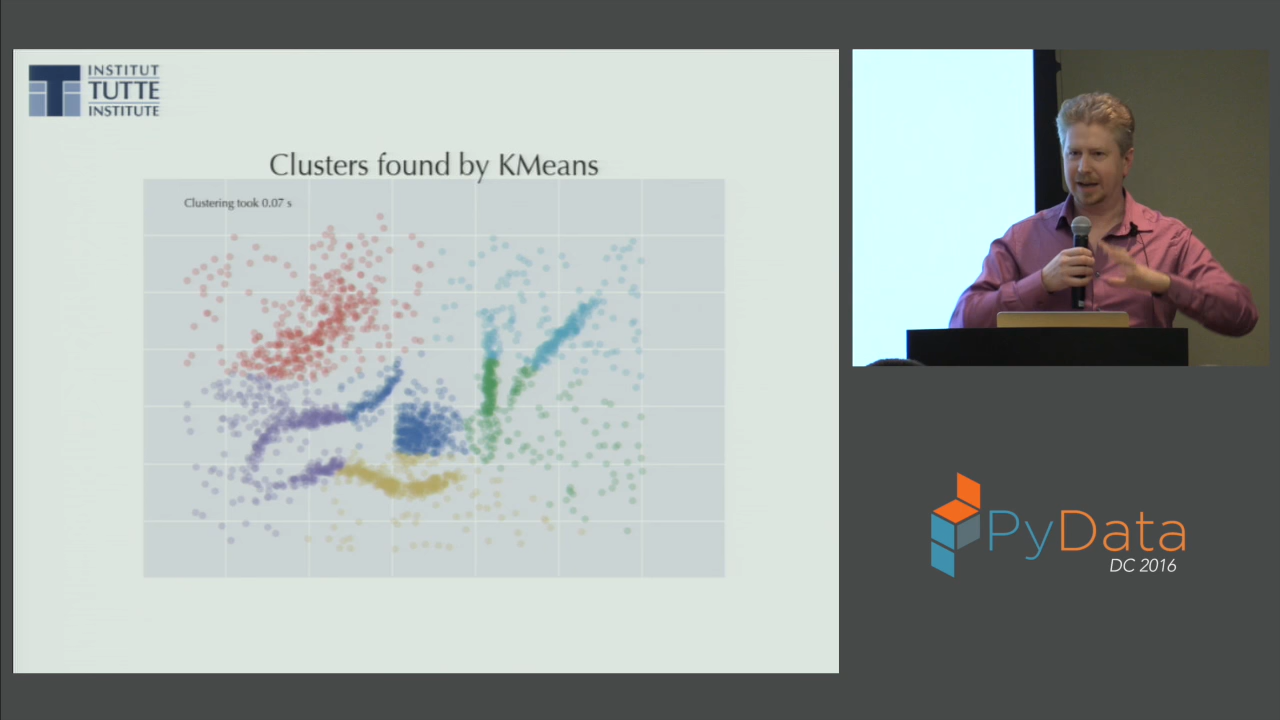 INSTITUT
TUTTE
INSTITUTE
Clusters found by KMeans
Clustering took 0.07 s
PyData
DC 2016